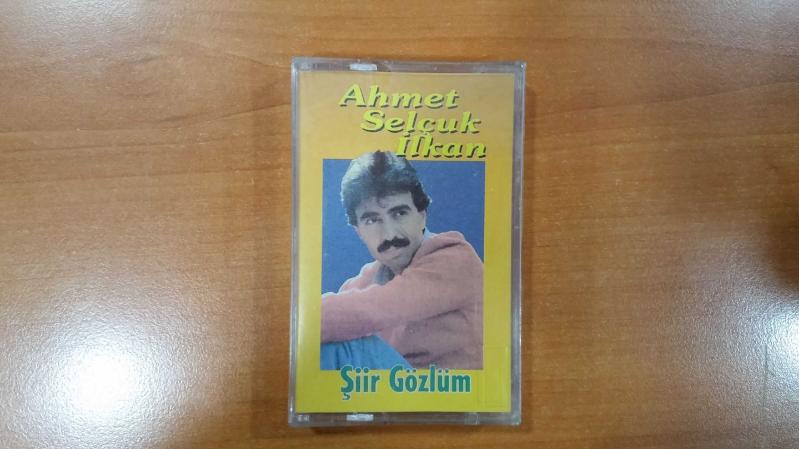 Ahmet
Selçuk
İlkan
Şiir Gözlüm